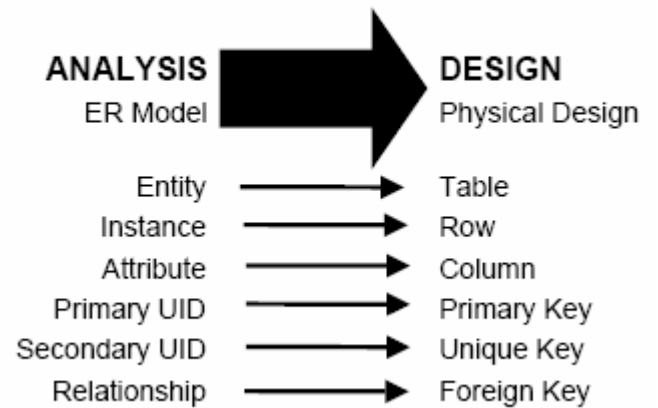 ANALYSIS DESIGN
ER Model Physical Design
Entity Table
Instance Row
Attribute Column
Primary UID Primary Key
Secondary UID Unique Key
Relationship Foreign Key